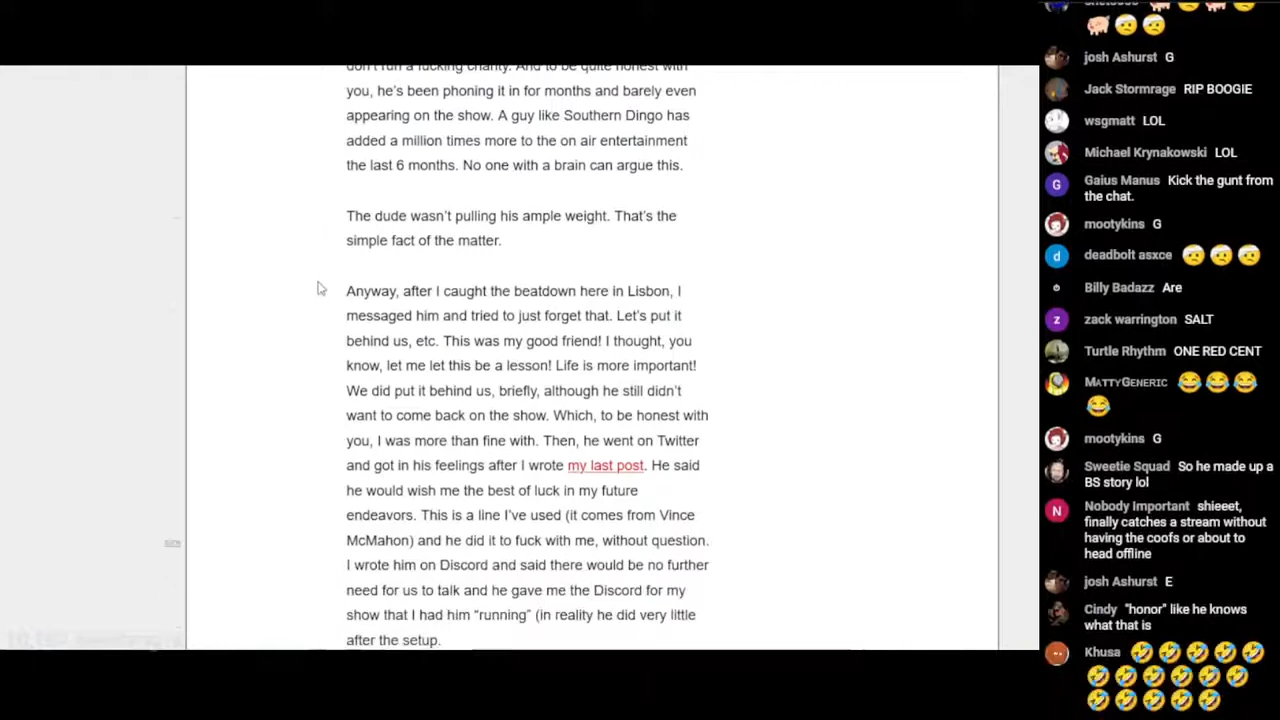 don't run a fucking charity. And to be quite honest with
you, he's been phoning it in for months and barely even
appearing on the show. A guy like Southern Dingo has
added a million times more to the on air entertainment
the last 6 months. No one with a brain can argue this.
The dude wasn't pulling his ample weight. That's the
simple fact of the matter.
Anyway, after I caught the beatdown here in Lisbon, I
messaged him and tried to just forget that. Let's put it
behind us, etc. This was my good friend! I thought, you
know, let me let this be a lesson! Life is more important!
We did put it behind us, briefly, although he still didn't
want to come back on the show. Which, to be honest with
you, I was more than fine with. Then, he went on Twitter
and got in his feelings after I wrote my last post. He said
he would wish me the best of luck in my future
endeavors. This is a line I've used (it comes from Vince
McMahon) and he did it to fuck with me, without question.
I wrote him on Discord and said there would be no further
need for us to talk and he gave me the Discord for my
show that I had him "running" (in reality he did very little
after the setup.
josh Ashurst G
Jack Stormrage RIP BOOGIE
wsgmatt LOL
Michael Krynakowski LOL
G
Gaius Manus Kick the gunt from
the chat.
mootykins G
d
deadbolt asxce
Billy Badazz Are
z
zack warrington SALT
Turtle Rhythm ONE RED CENT
MattyGeneric
mootykins G
Sweetie Squad So he made up a
BS story lol
N
Nobody Important shieeet,
finally catches a stream without
having the coofs or about to
head offline
josh Ashurst E
Cindy "honor" like he knows
what that is
Khusa